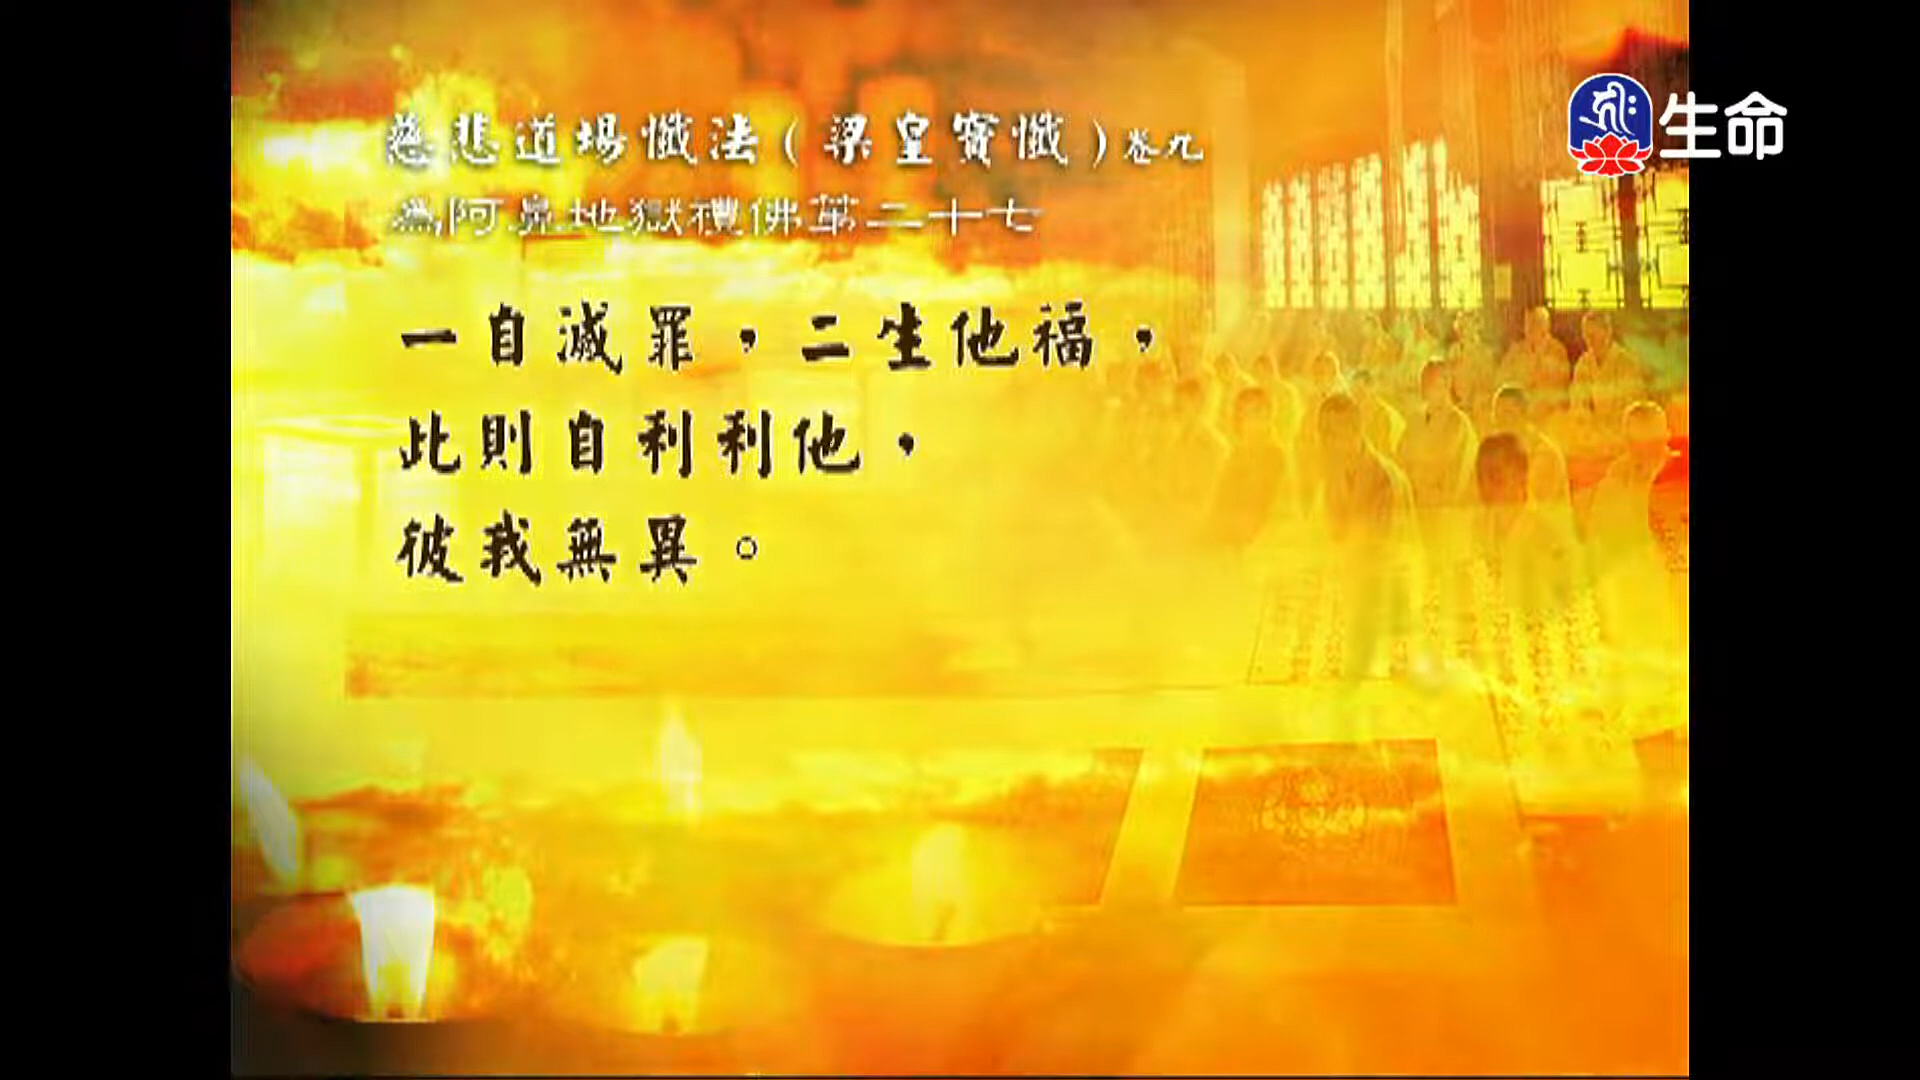 慈悲道場懺法(梁皇寶懺)卷九
為阿鼻地獄禮佛第二十七
一自滅罪，二生他福，
此則自利利他，
彼我無異。
生命